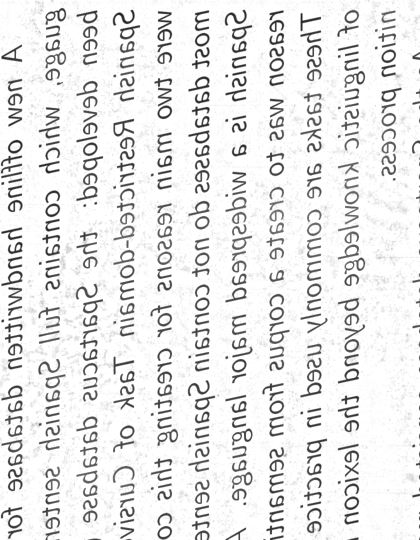 A new offline handwritten database for
guage, which contains full Spanish senten
been developed: the Spartacus database (
Spanish Restricted-domain Task of Cursiv
were two main reasons for creating this co
most databases do not contain Spanish sente
Spanish is a widespread major language. A
reason was to create a corpus from semanti
These tasks are commonly used in practice
of linguistic knowledge beyond the lexicon
nition process.